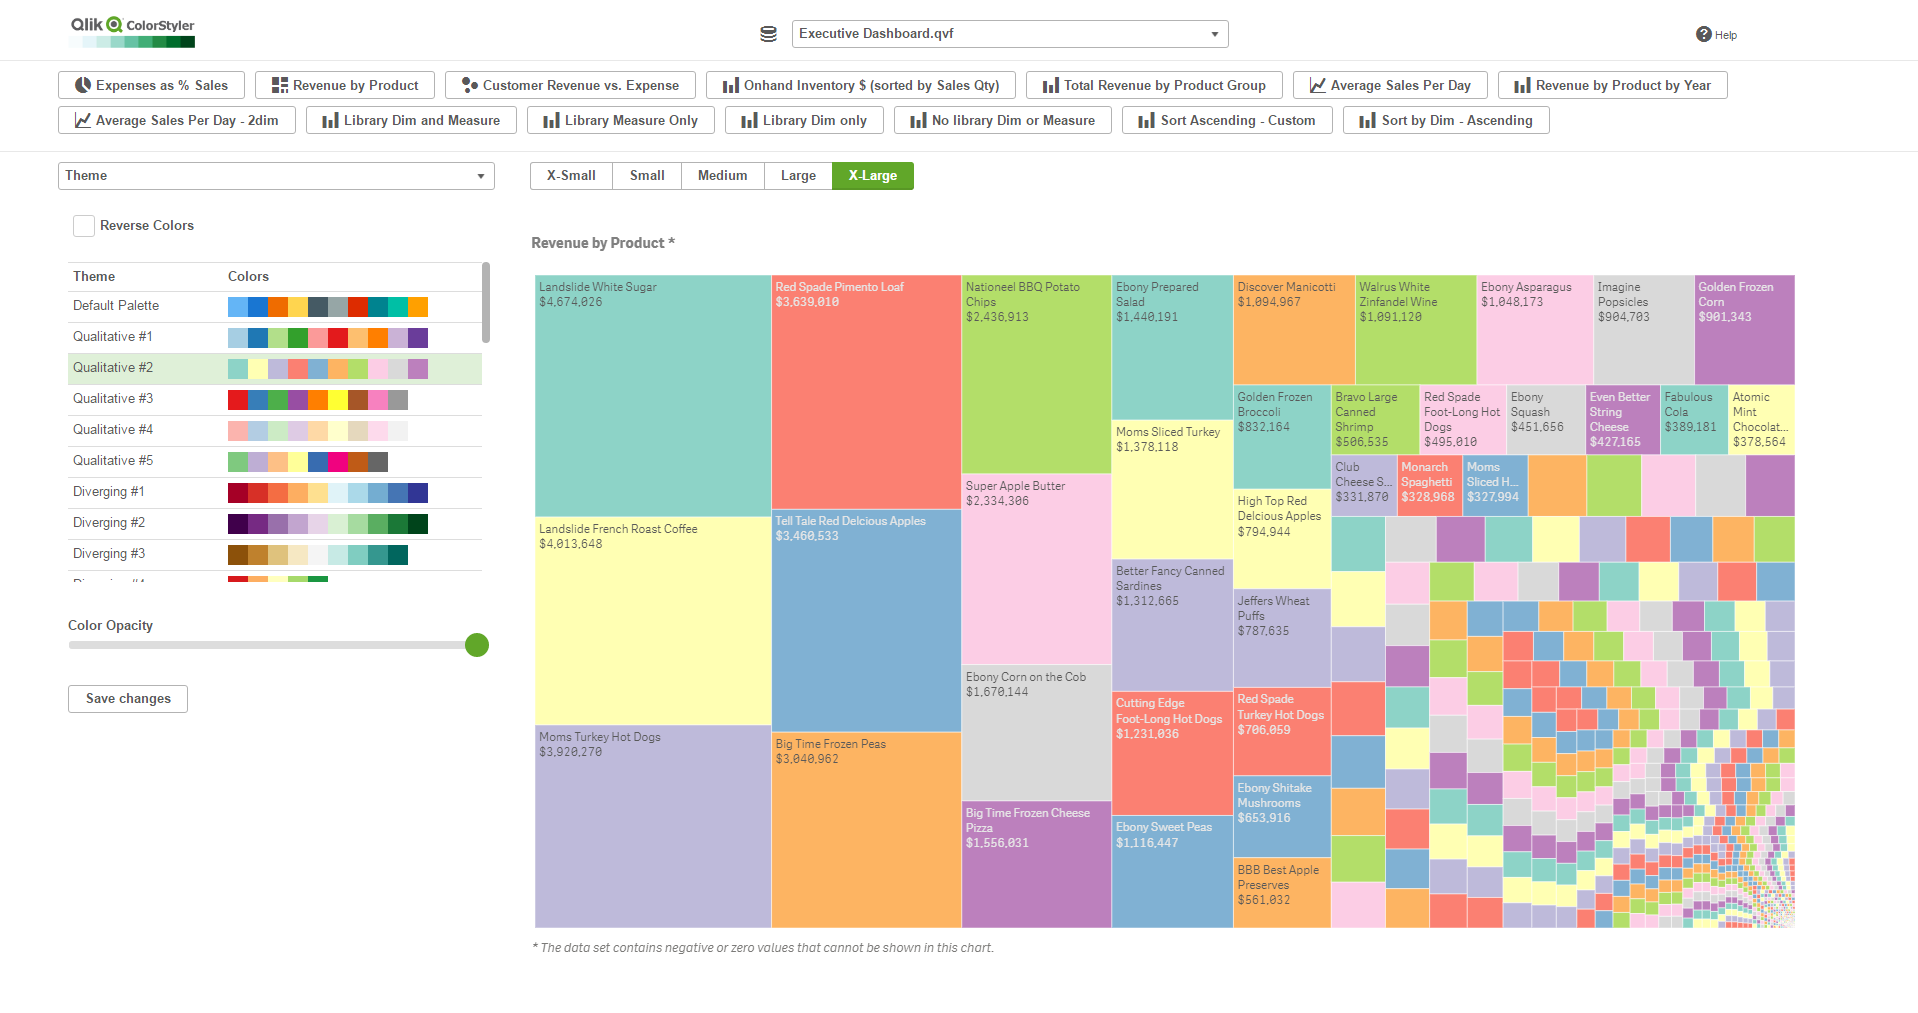 Qlik ColorStyler
Executive Dashboard.qvf
? Help
Expenses as % Sales
Revenue by Product
Customer Revenue vs. Expense
Onhand Inventory $ (sorted by Sales Qty)
Total Revenue by Product Group
Average Sales Per Day
Revenue by Product by Year
Average Sales Per Day - 2dim
Library Dim and Measure
Library Measure Only
Library Dim only
No library Dim or Measure
Sort Ascending - Custom
Sort by Dim - Ascending
Theme
X-Small
Small
Medium
Large
X-Large
Reverse Colors
Theme
Colors
Default Palette
Qualitative #1
Qualitative #2
Qualitative #3
Qualitative #4
Qualitative #5
Diverging #1
Diverging #2
Diverging #3
Color Opacity
Save changes
Revenue by Product *
Landslide White Sugar
$4,674,026
Landslide French Roast Coffee
$4,013,648
Moms Turkey Hot Dogs
$3,920,270
Red Spade Pimento Loaf
$3,639,010
Tell Tale Red Delcious Apples
$3,460,533
Big Time Frozen Peas
$3,040,962
Nationeel BBQ Potato
Chips
$2,436,913
Super Apple Butter
$2,334,306
Ebony Corn on the Cob
$1,670,144
Big Time Frozen Cheese
Pizza
$1,556,031
Ebony Prepared
Salad
$1,440,191
Moms Sliced Turkey
$1,378,118
Better Fancy Canned
Sardines
$1,312,665
Cutting Edge
Foot-Long Hot Dogs
$1,231,036
Ebony Sweet Peas
$1,116,447
Discover Manicotti
$1,094,967
Walrus White
Zinfandel Wine
$1,091,120
Ebony Asparagus
$1,048,173
Imagine
Popsicles
$904,703
Golden Frozen
Corn
$901,343
Golden Frozen
Broccoli
$832,164
High Top Red
Delcious Apples
$794,944
Jeffers Wheat
Puffs
$787,635
Red Spade
Turkey Hot Dogs
$706,059
Ebony Shitake
Mushrooms
$653,916
BBB Best Apple
Preserves
$561,032
Bravo Large
Canned
Shrimp
$506,535
Red Spade
Foot-Long Hot
Dogs
$495,010
Ebony
Squash
$451,656
Even Better
String
Cheese
$427,165
Fabulous
Cola
$389,181
Atomic
Mint
Chocolat...
$378,564
Club
Cheese S...
$331,870
Monarch
Spaghetti
$328,968
Moms
Sliced H...
$327,994
* The data set contains negative or zero values that cannot be shown in this chart.